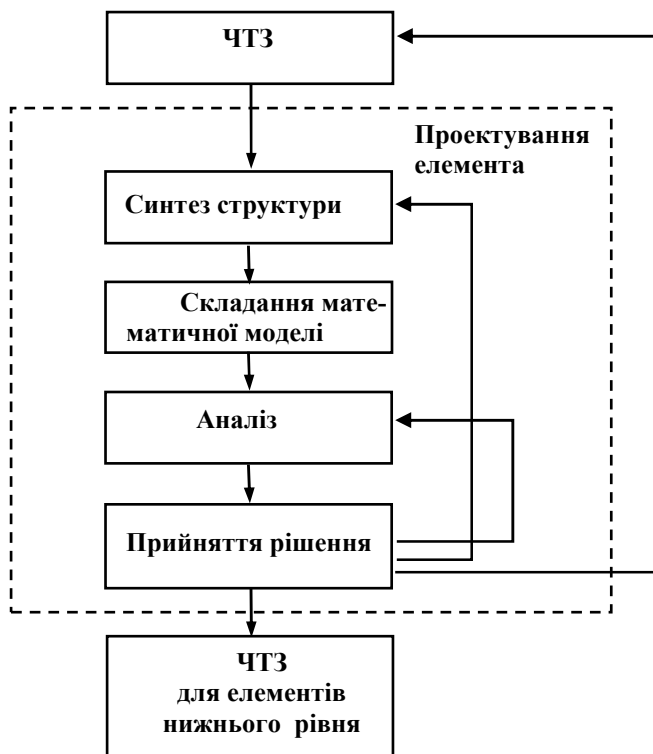 ЧТЗ
Проектування
елемента
Синтез структури
Складання мате-
матичної моделі
Аналіз
Прийняття рішення
ЧТЗ
для елементів
нижнього рівня